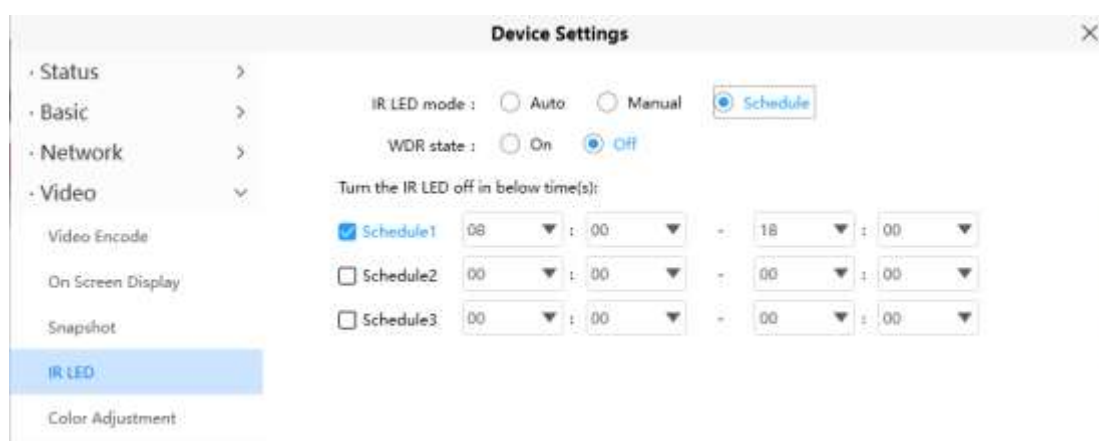 Device Settings
· Status
· Basic
· Network
· Video
Video Encode
On Screen Display
Snapshot
IR LED
Color Adjustment
IR LED mode : Auto Manual Schedule
WDR state : On Off
Turn the IR LED off in below time(s):
Schedule1 08 : 00 - 18 : 00
Schedule2 00 : 00 - 00 : 00
Schedule3 00 : 00 - 00 : 00